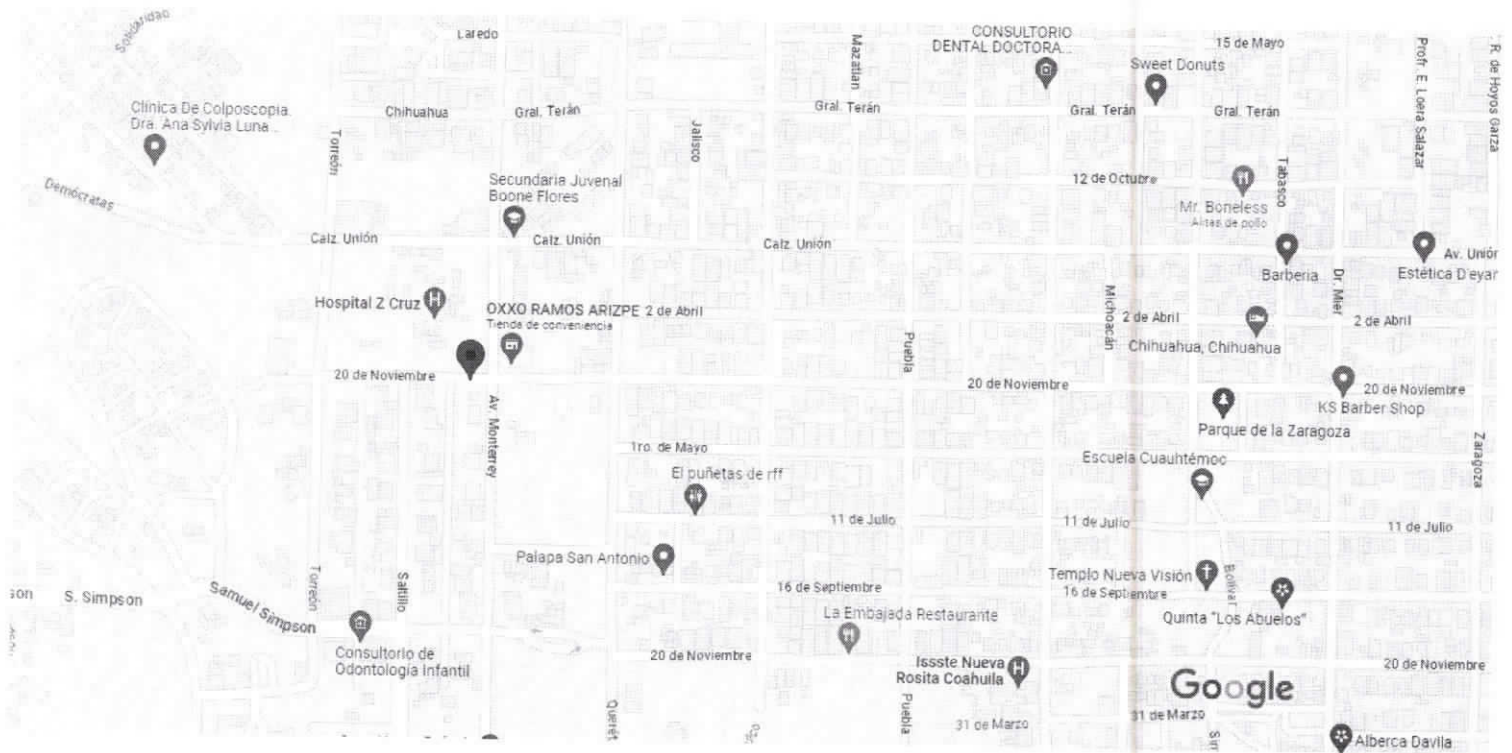 Solidaridad
Laredo
Mazatlan
CONSULTORIO
DENTAL DOCTORA...
15 de Mayo
Sweet Donuts
Profr. E. Loera Salazar
R. de Hoyos Garza
Clínica De Colposcopia.
Dra. Ana Sylvia Luna...
Torreón
Chihuahua
Gral. Terán
Jalisco
Gral. Terán
Gral. Terán
Gral. Terán
Demócratas
Secundaria Juvenal
Boone Flores
12 de Octubre
Tabasco
Mr. Boneless
Alitas de pollo
Calz. Unión
Calz. Unión
Calz. Unión
Barberia
Dr. Mier
Av. Unión
Estética D'eyar
Hospital Z Cruz
OXXO RAMOS ARIZPE
2 de Abril
Tienda de conveniencia
Michoacán
2 de Abril
2 de Abril
Chihuahua, Chihuahua
Puebla
20 de Noviembre
20 de Noviembre
20 de Noviembre
KS Barber Shop
Av. Monterrey
Parque de la Zaragoza
Zaragoza
1ro. de Mayo
Escuela Cuauhtémoc
El puñetas de rff
11 de Julio
11 de Julio
11 de Julio
Palapa San Antonio
Torreón
Saltillo
16 de Septiembre
Templo Nueva Visión
16 de Septiembre
Bolivia
Quinta "Los Abuelos"
son
S. Simpson
Samuel Simpson
La Embajada Restaurante
Consultorio de
Odontología Infantil
20 de Noviembre
Issste Nueva
Rosita Coahuila
20 de Noviembre
Google
Querét
Puebla
31 de Marzo
31 de Marzo
Sin
Alberca Davila